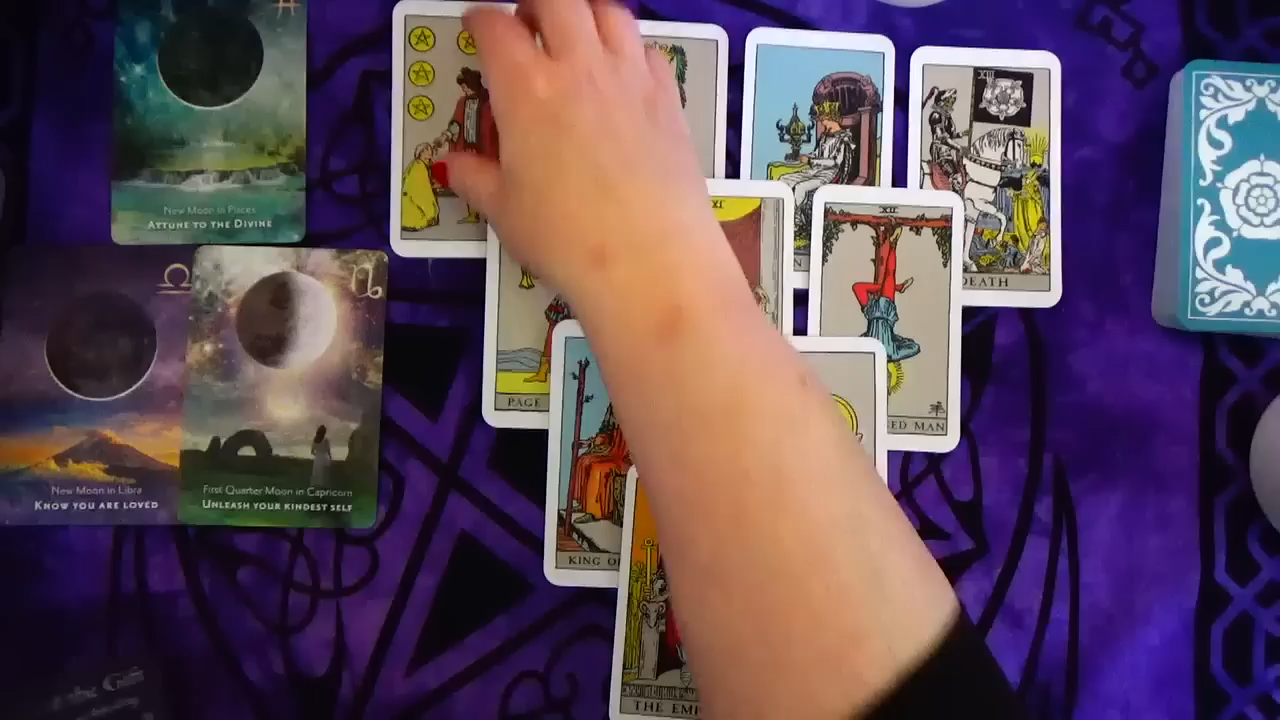 New Moon in Pisces
ATTUNE TO THE DIVINE
New Moon in Libra
KNOW YOU ARE LOVED
First Quarter Moon in Capricorn
UNLEASH YOUR KINDEST SELF
XIII
DEATH
XI
XII
ED MAN
PAGE
KING O
THE EMP